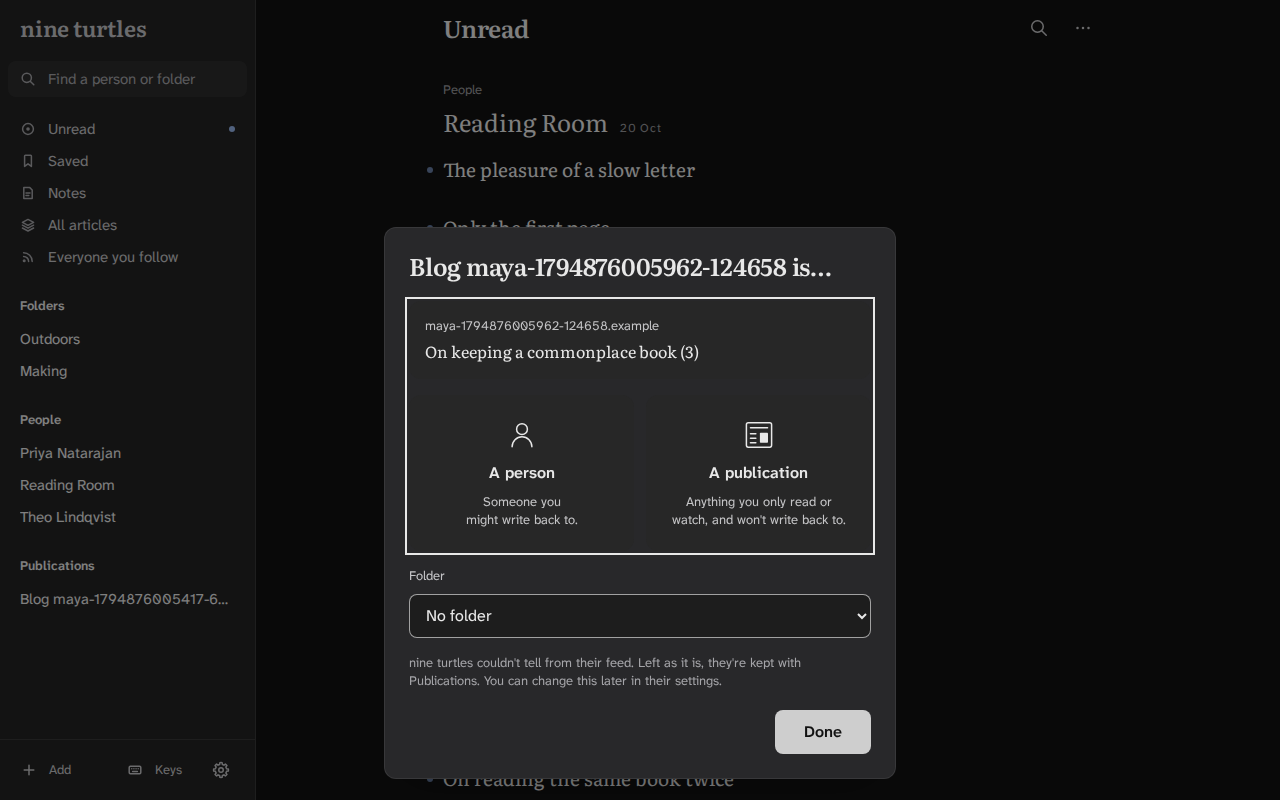 nine turtles
Find a person or folder
Unread
Saved
Notes
All articles
Everyone you follow
Folders
Outdoors
Making
People
Priya Natarajan
Reading Room
Theo Lindqvist
Publications
Blog maya-1794876005417-6...
Add
Keys
Unread
People
Reading Room 20 Oct
The pleasure of a slow letter
Only the first page
Blog maya-1794876005962-124658 is...
maya-1794876005962-124658.example
On keeping a commonplace book (3)
A person
Someone you
might write back to.
A publication
Anything you only read or
watch, and won't write back to.
Folder
No folder
nine turtles couldn't tell from their feed. Left as it is, they're kept with
Publications. You can change this later in their settings.
Done
On reading the same book twice